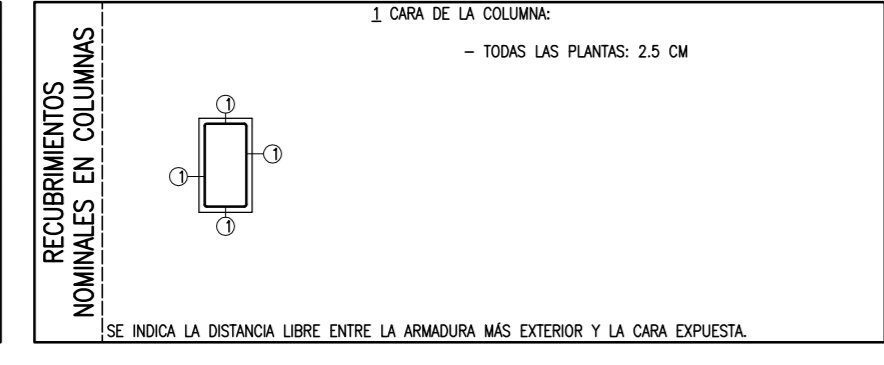 RECUBRIMIENTOS
NOMINALES EN COLUMNAS
1 CARA DE LA COLUMNA:
– TODAS LAS PLANTAS: 2.5 CM
1
1
1
1
SE INDICA LA DISTANCIA LIBRE ENTRE LA ARMADURA MÁS EXTERIOR Y LA CARA EXPUESTA.